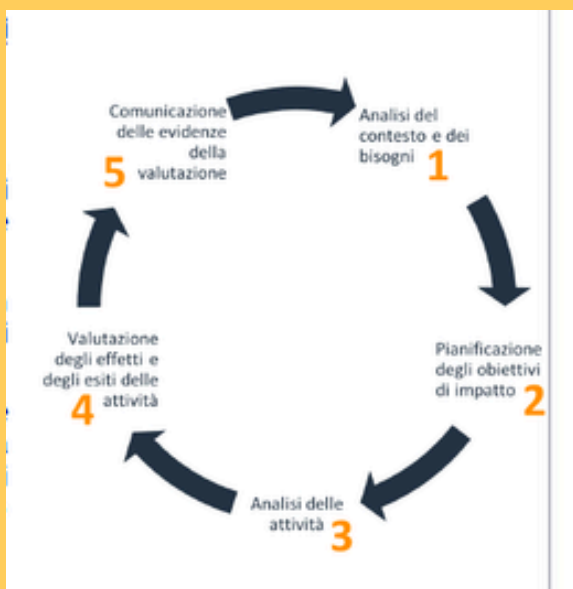 Analisi del
contesto e dei
bisogni 1
Pianificazione
degli obiettivi
di impatto 2
Analisi delle
attività 3
Valutazione
degli effetti e
degli esiti delle
4 attività
Comunicazione
delle evidenze
della
5 valutazione